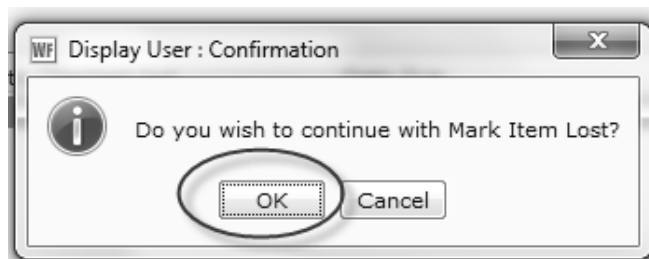 WF Display User : Confirmation
Do you wish to continue with Mark Item Lost?
OK Cancel